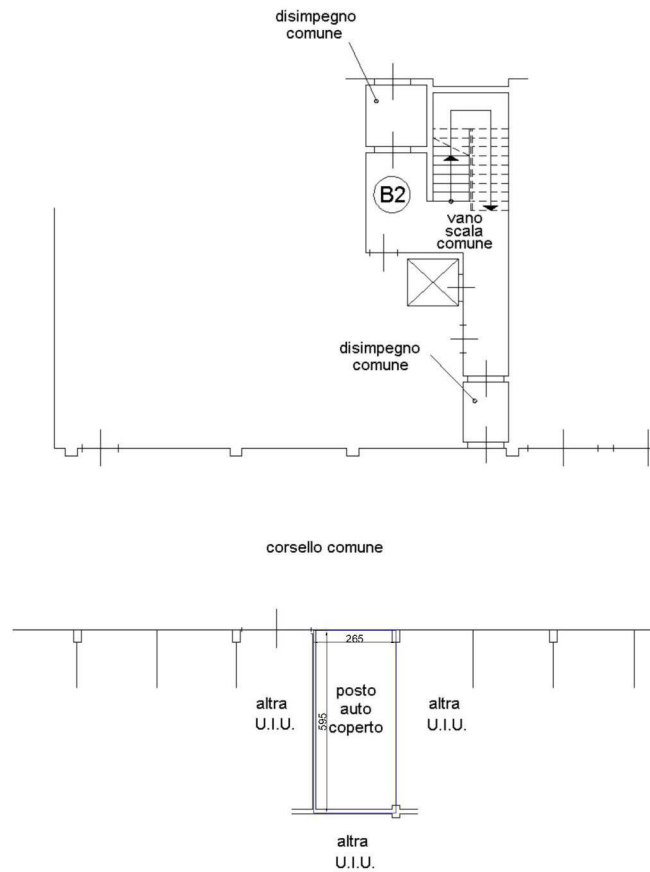 disimpegno
comune
B2
vano
scala
comune
disimpegno
comune
corsello comune
265
altra
U.I.U.
posto
auto
coperto
595
altra
U.I.U.
altra
U.I.U.